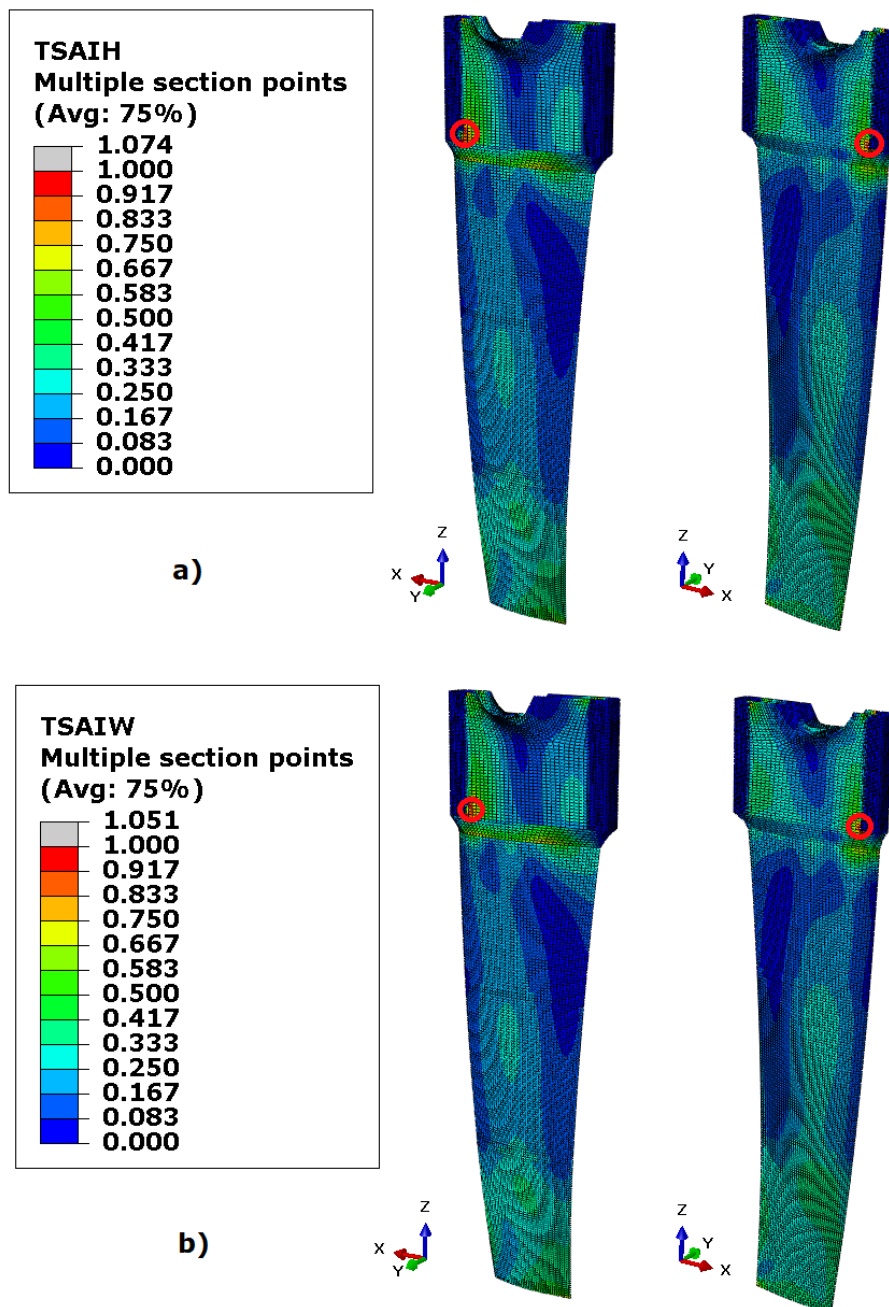 TSAIH
Multiple section points
(Avg: 75%)
1.074
1.000
0.917
0.833
0.750
0.667
0.583
0.500
0.417
0.333
0.250
0.167
0.083
0.000
Z
X
Y
Z
Y
X
a)
TSAIW
Multiple section points
(Avg: 75%)
1.051
1.000
0.917
0.833
0.750
0.667
0.583
0.500
0.417
0.333
0.250
0.167
0.083
0.000
Z
X
Y
Z
Y
X
b)